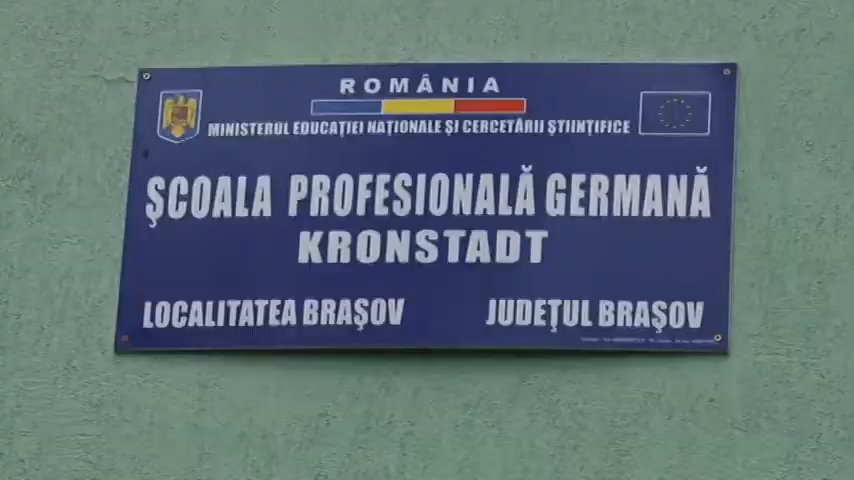 ROMÂNIA
MINISTERUL EDUCAŢIEI NAŢIONALE ŞI CERCETĂRII ŞTIINŢIFICE
ŞCOALA PROFESIONALĂ GERMANĂ
KRONSTADT
LOCALITATEA BRAŞOV JUDEŢUL BRAŞOV